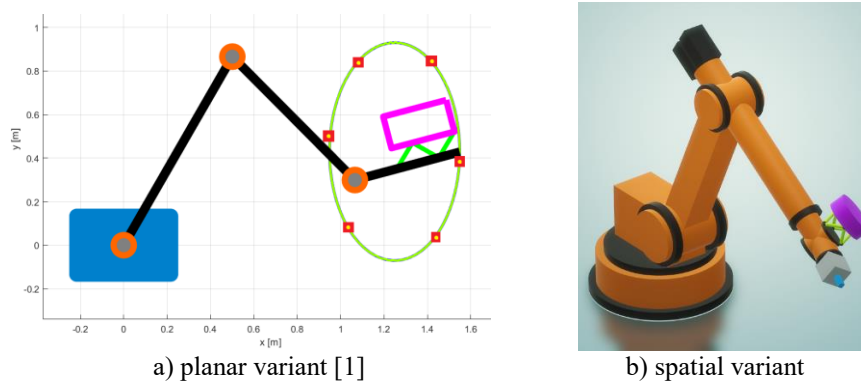 1
0.8
0.6
0.4
0.2
0
-0.2
y [m]
-0.2 0 0.2 0.4 0.6 0.8 1 1.2 1.4 1.6
x [m]
a) planar variant [1]
b) spatial variant